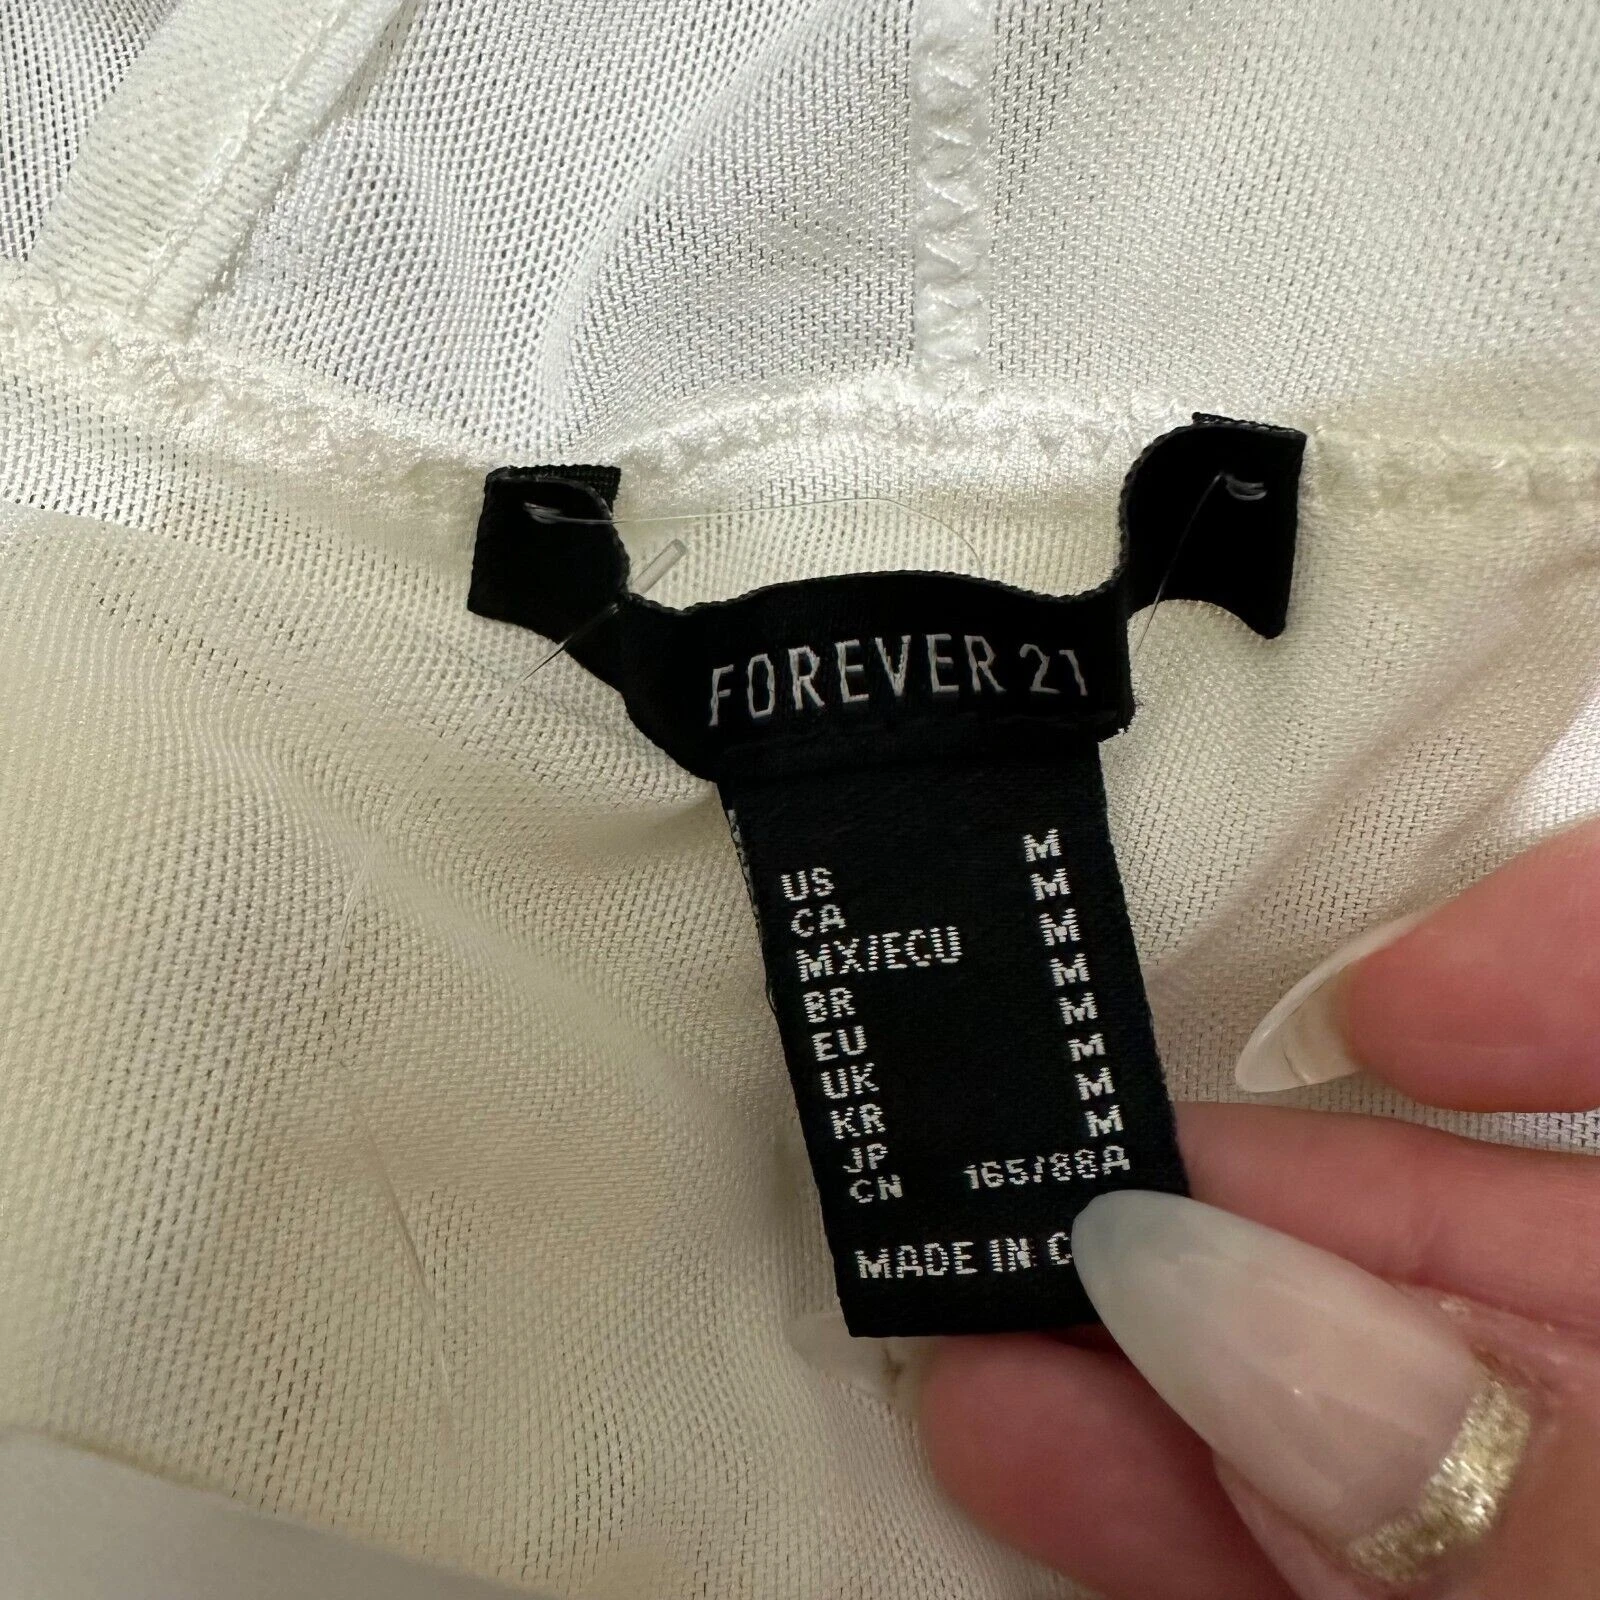 FOREVER 21
US M
CA M
MX/ECU M
BR M
EU M
UK M
KR M
JP M
CN 165/88A
MADE IN